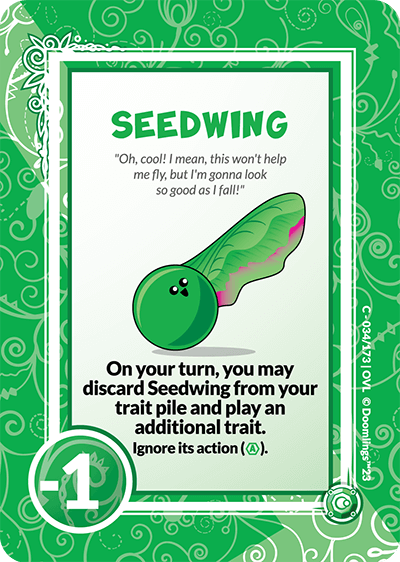 SEEDWING
"Oh, cool! I mean, this won't help
me fly, but I'm gonna look
so good as I fall!"
On your turn, you may
discard Seedwing from your
trait pile and play an
additional trait.
Ignore its action (A).
-1
C-034/173 | OVL © Doomlings™23